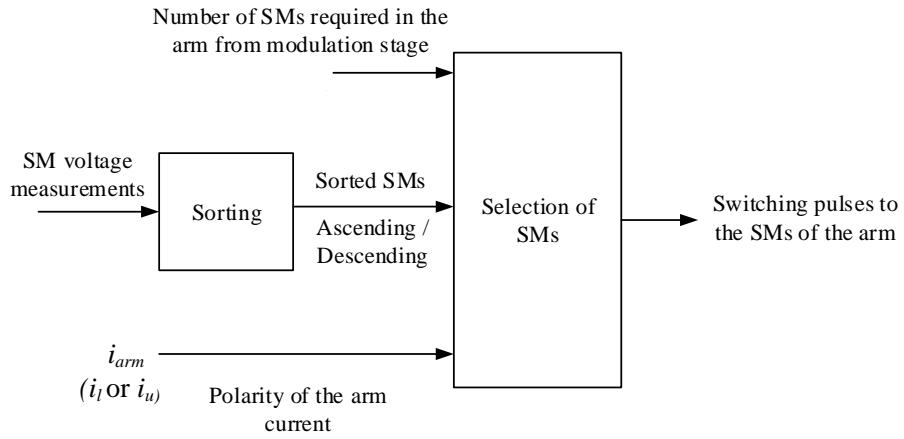 Number of SMs required in the
arm from modulation stage
SM voltage
measurements
Sorting
Sorted SMs
Ascending /
Descending
Selection of
SMs
Switching pulses to
the SMs of the arm
iarm
(il or iu)
Polarity of the arm
current